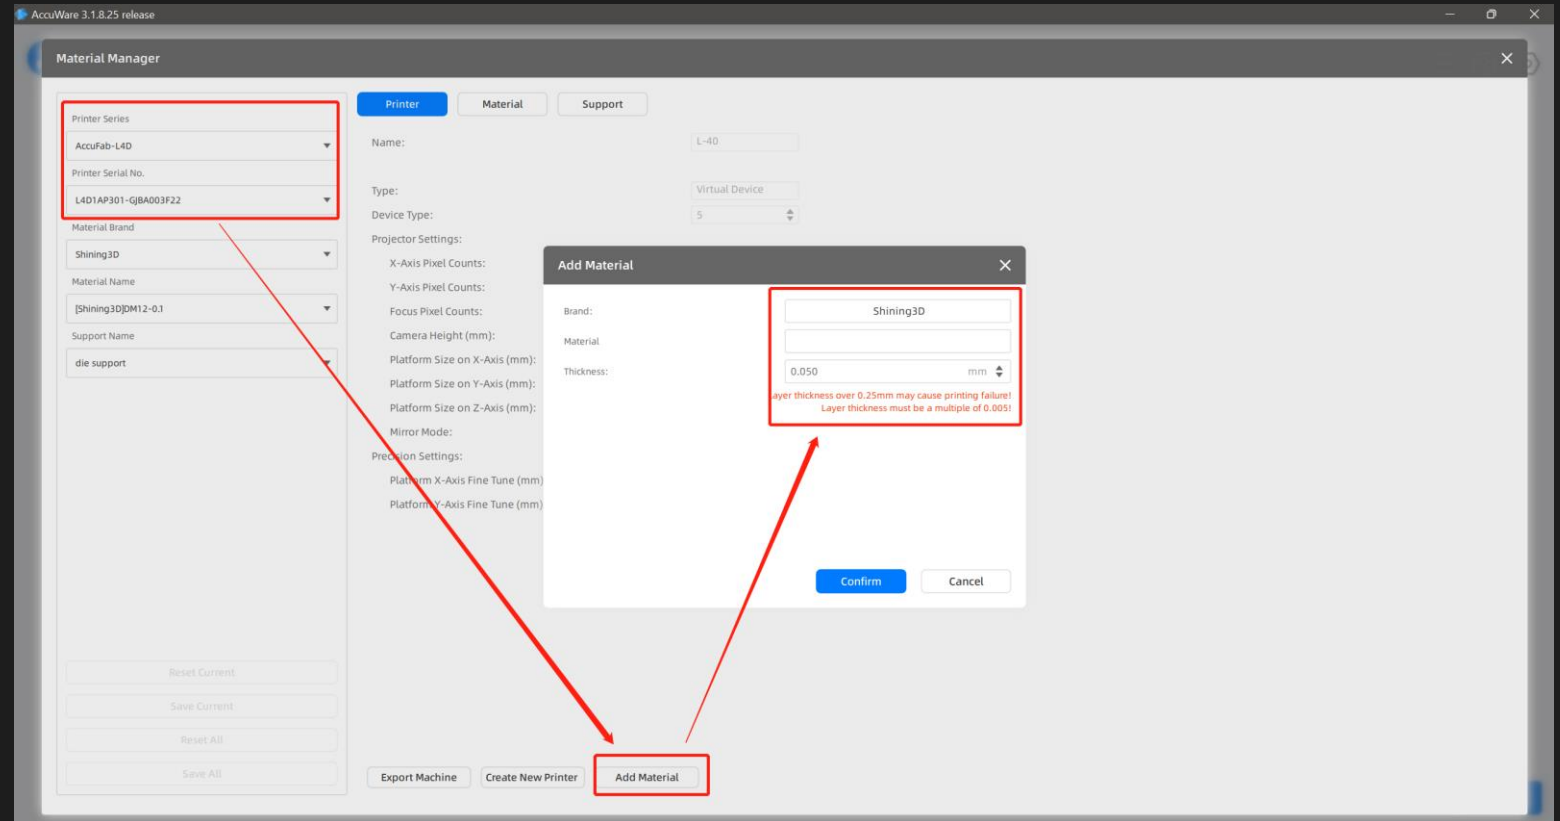 AccuWare 3.1.8.25 release
Material Manager
Printer Series
AccuFab-L4D
Printer Serial No.
L4D1AP301-GJBA003F22
Material Brand
Shining3D
Material Name
[Shining3D]DM12-0.1
Support Name
die support
Reset Current
Save Current
Reset All
Save All
Printer Material Support
Name: L-40
Type: Virtual Device
Device Type: 5
Projector Settings:
X-Axis Pixel Counts:
Y-Axis Pixel Counts:
Focus Pixel Counts:
Camera Height (mm):
Platform Size on X-Axis (mm):
Platform Size on Y-Axis (mm):
Platform Size on Z-Axis (mm):
Mirror Mode:
Precision Settings:
Platform X-Axis Fine Tune (mm)
Platform Y-Axis Fine Tune (mm)
Add Material
Brand: Shining3D
Material
Thickness: 0.050 mm
ayer thickness over 0.25mm may cause printing failure!
Layer thickness must be a multiple of 0.005!
Confirm Cancel
Export Machine Create New Printer Add Material